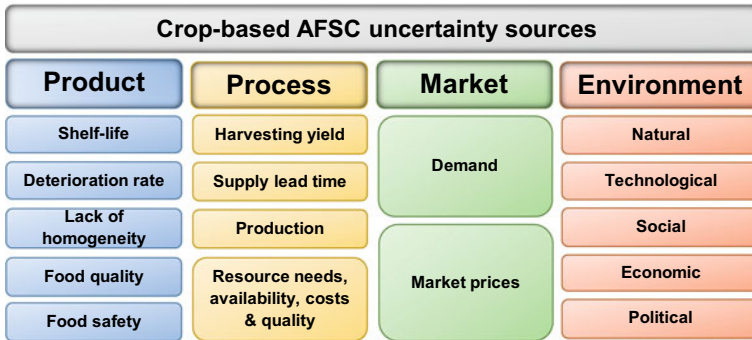 Crop-based AFSC uncertainty sources
Product
Process
Market
Environment
Shelf-life
Deterioration rate
Lack of
homogeneity
Food quality
Food safety
Harvesting yield
Supply lead time
Production
Resource needs,
availability, costs
& quality
Demand
Market prices
Natural
Technological
Social
Economic
Political